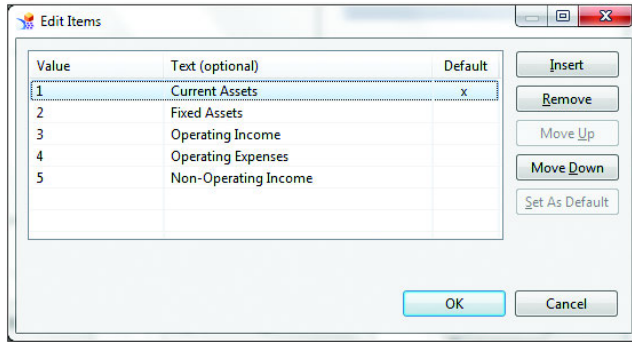 Edit Items
Value Text (optional) Default
1 Current Assets x
2 Fixed Assets
3 Operating Income
4 Operating Expenses
5 Non-Operating Income
Insert
Remove
Move Up
Move Down
Set As Default
OK Cancel